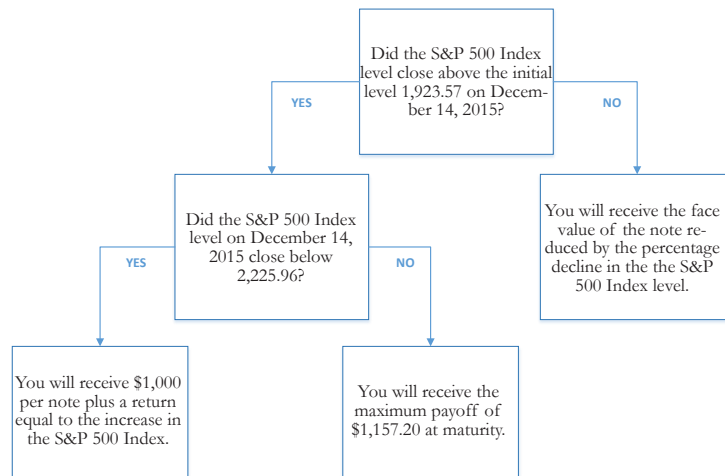 Did the S&P 500 Index
level close above the initial
level 1,923.57 on Decem-
ber 14, 2015?
YES
NO
Did the S&P 500 Index
level on December 14,
2015 close below
2,225.96?
You will receive the face
value of the note re-
duced by the percentage
decline in the the S&P
500 Index level.
YES
NO
You will receive $1,000
per note plus a return
equal to the increase in
the S&P 500 Index.
You will receive the
maximum payoff of
$1,157.20 at maturity.